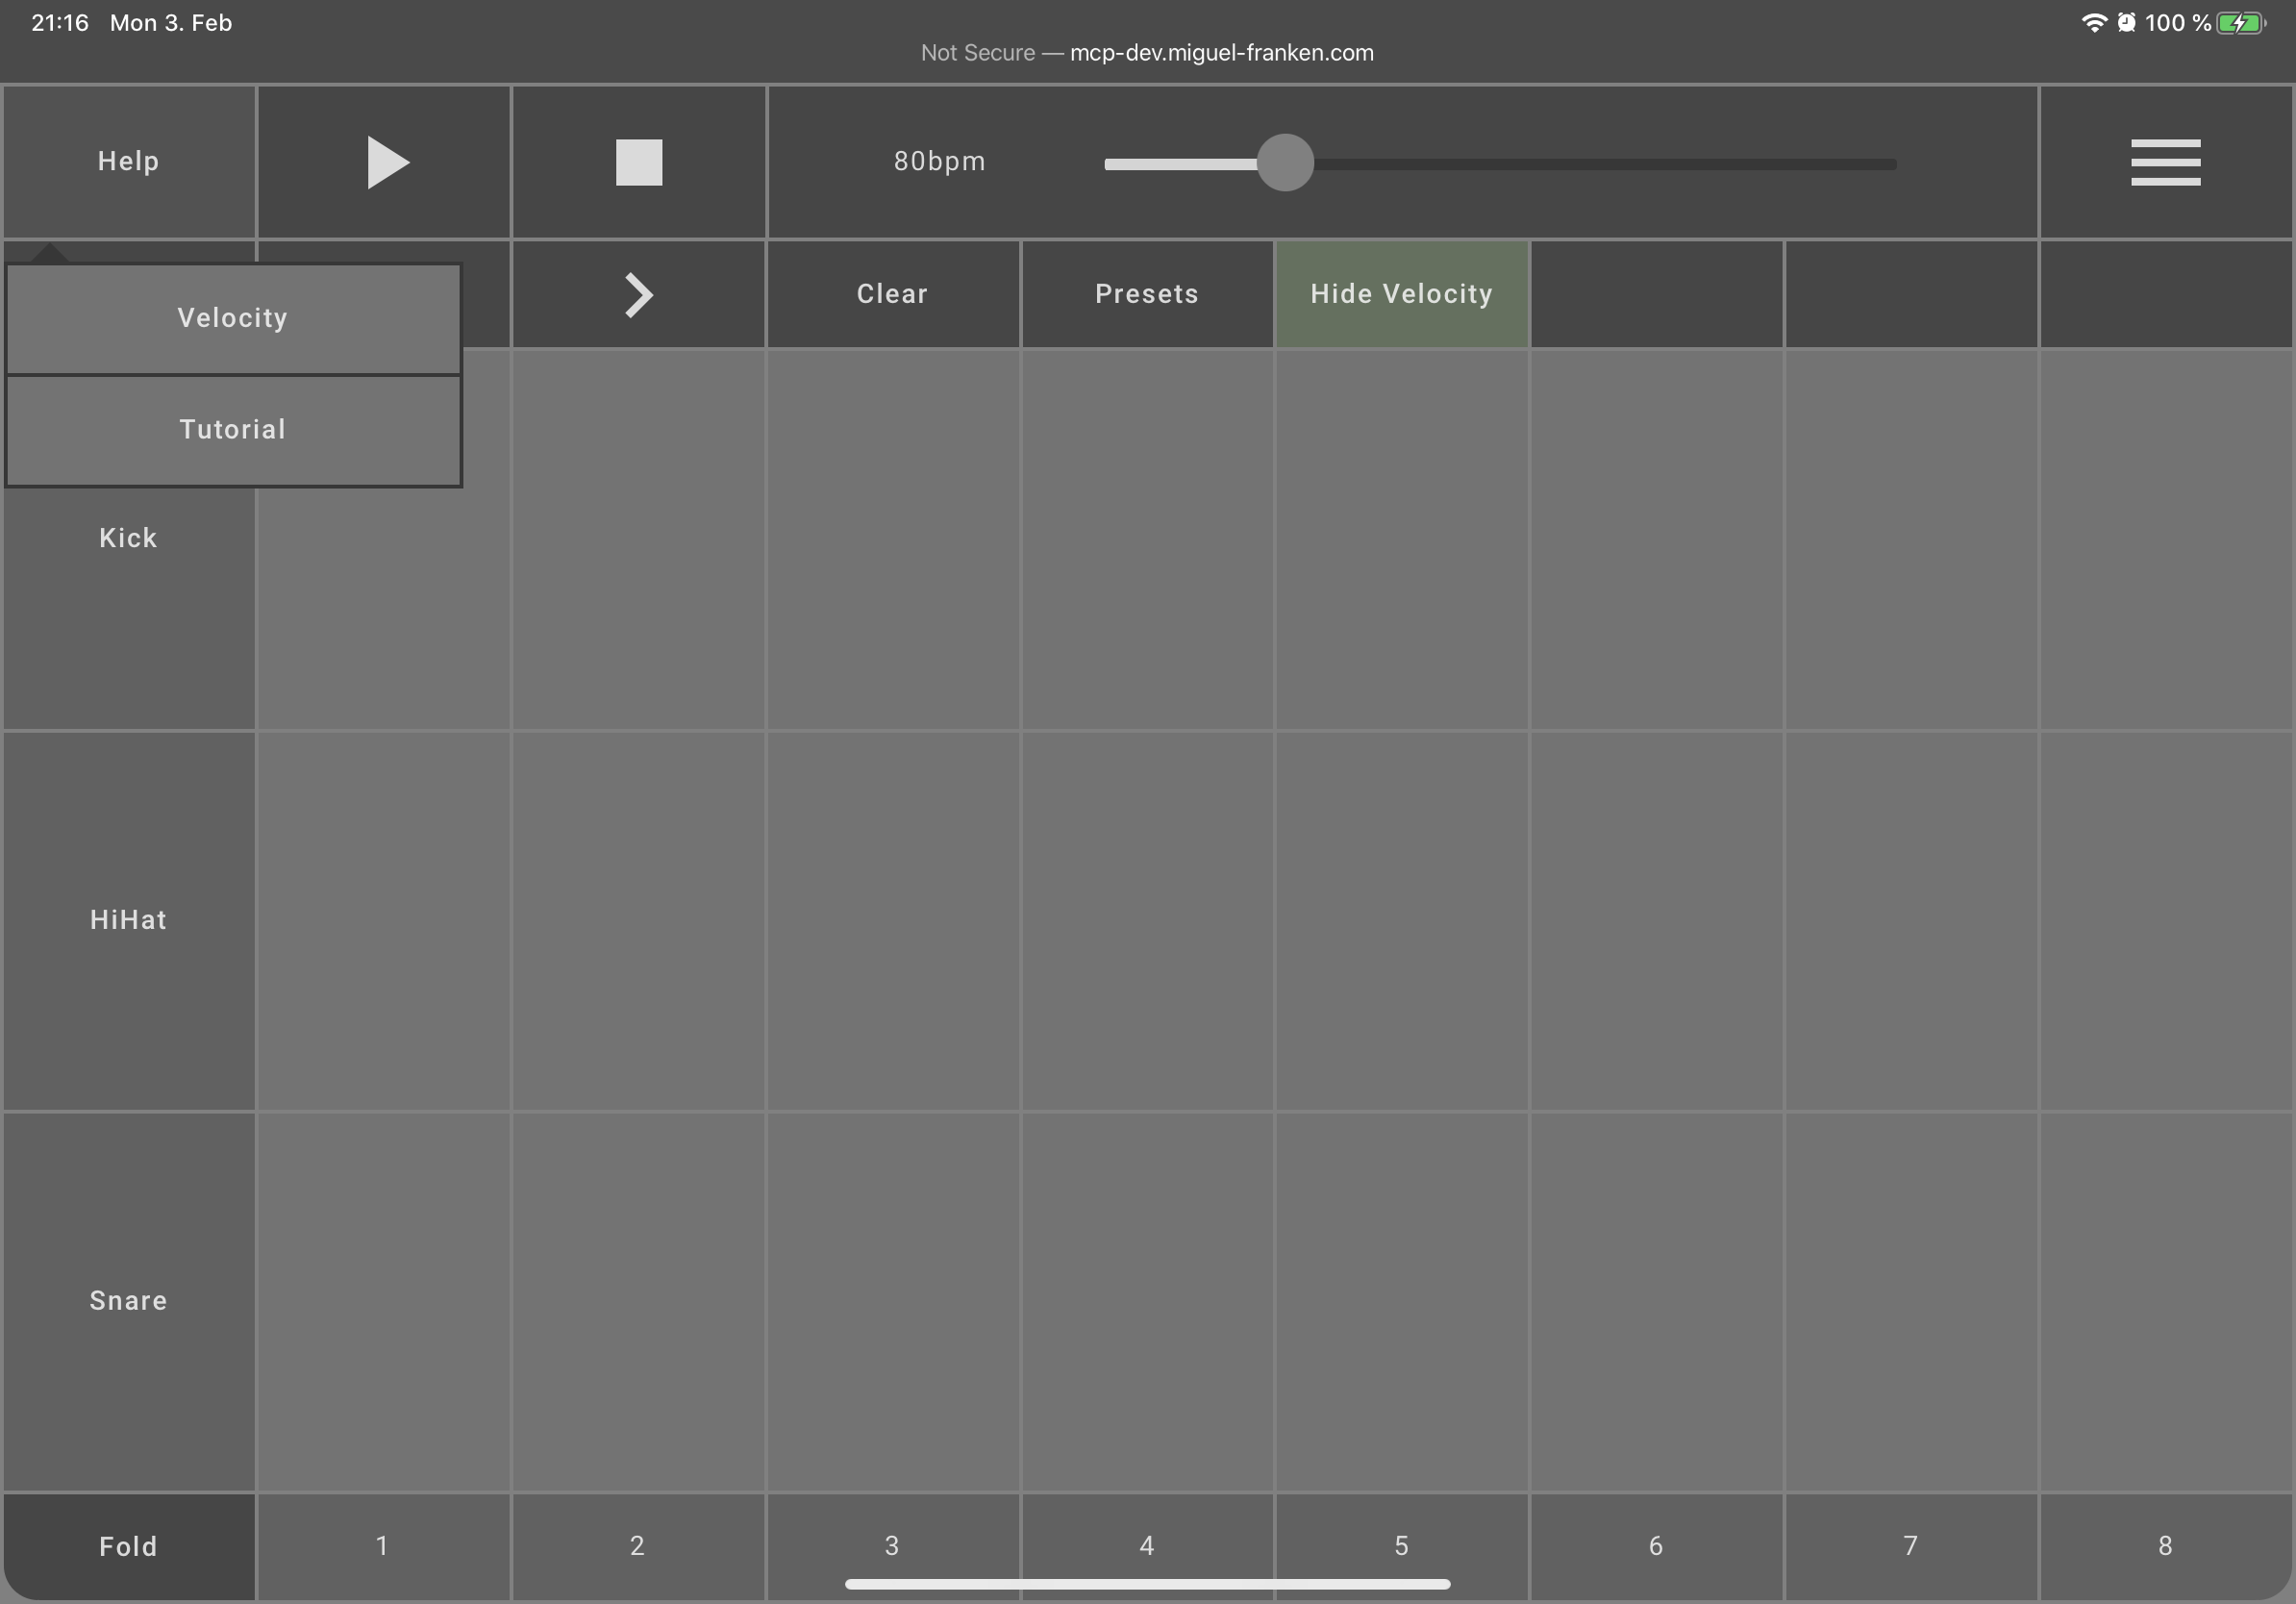 21:16 Mon 3. Feb
100 %
Not Secure — mcp-dev.miguel-franken.com
Help
80bpm
Clear
Presets
Hide Velocity
Velocity
Tutorial
Kick
HiHat
Snare
Fold 1 2 3 4 5 6 7 8